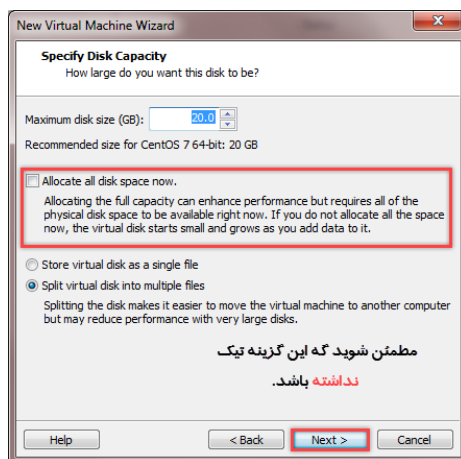 New Virtual Machine Wizard
Specify Disk Capacity
How large do you want this disk to be?
Maximum disk size (GB): 20.0
Recommended size for CentOS 7 64-bit: 20 GB
Allocate all disk space now.
Allocating the full capacity can enhance performance but requires all of the
physical disk space to be available right now. If you do not allocate all the space
now, the virtual disk starts small and grows as you add data to it.
Store virtual disk as a single file
Split virtual disk into multiple files
Splitting the disk makes it easier to move the virtual machine to another computer
but may reduce performance with very large disks.
مطمئن شوید که این گزینه تیک
نداشته باشد.
Help < Back Next > Cancel